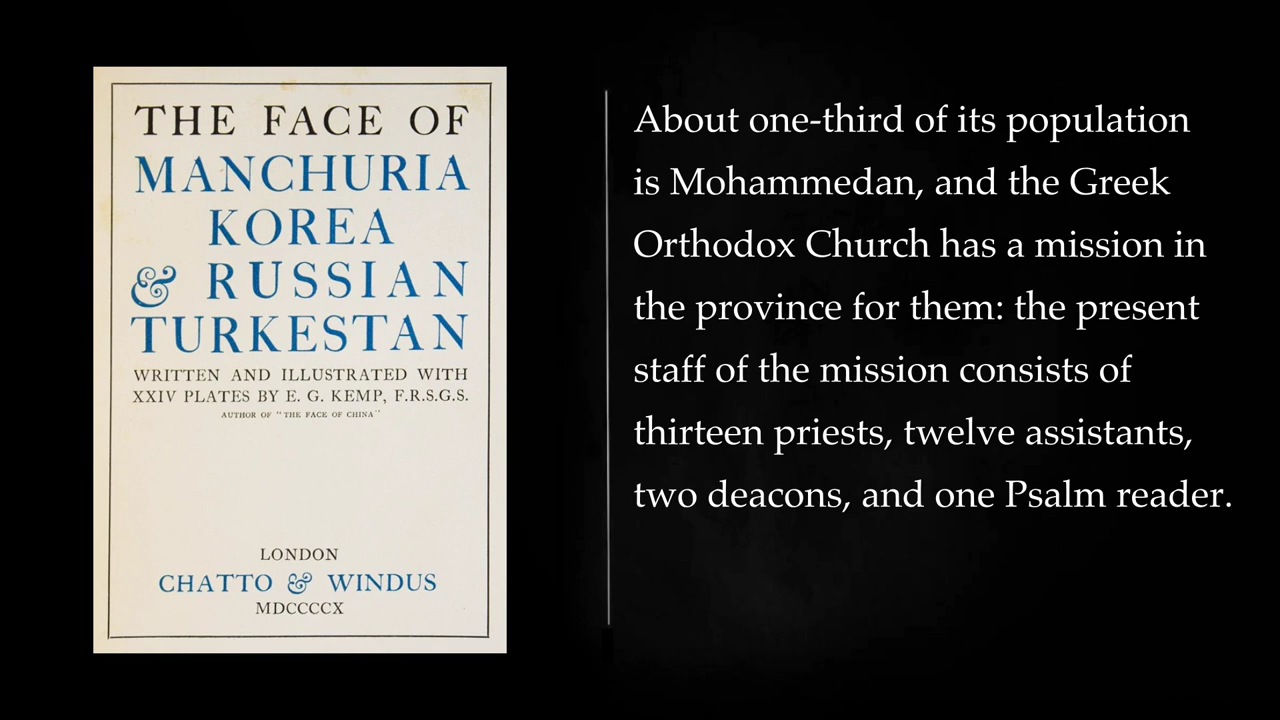 THE FACE OF
MANCHURIA
KOREA
& RUSSIAN
TURKESTAN
WRITTEN AND ILLUSTRATED WITH
XXIV PLATES BY E. G. KEMP, F.R.S.G.S.
AUTHOR OF "THE FACE OF CHINA"
LONDON
CHATTO & WINDUS
MDCCCCX
About one-third of its population
is Mohammedan, and the Greek
Orthodox Church has a mission in
the province for them: the present
staff of the mission consists of
thirteen priests, twelve assistants,
two deacons, and one Psalm reader.